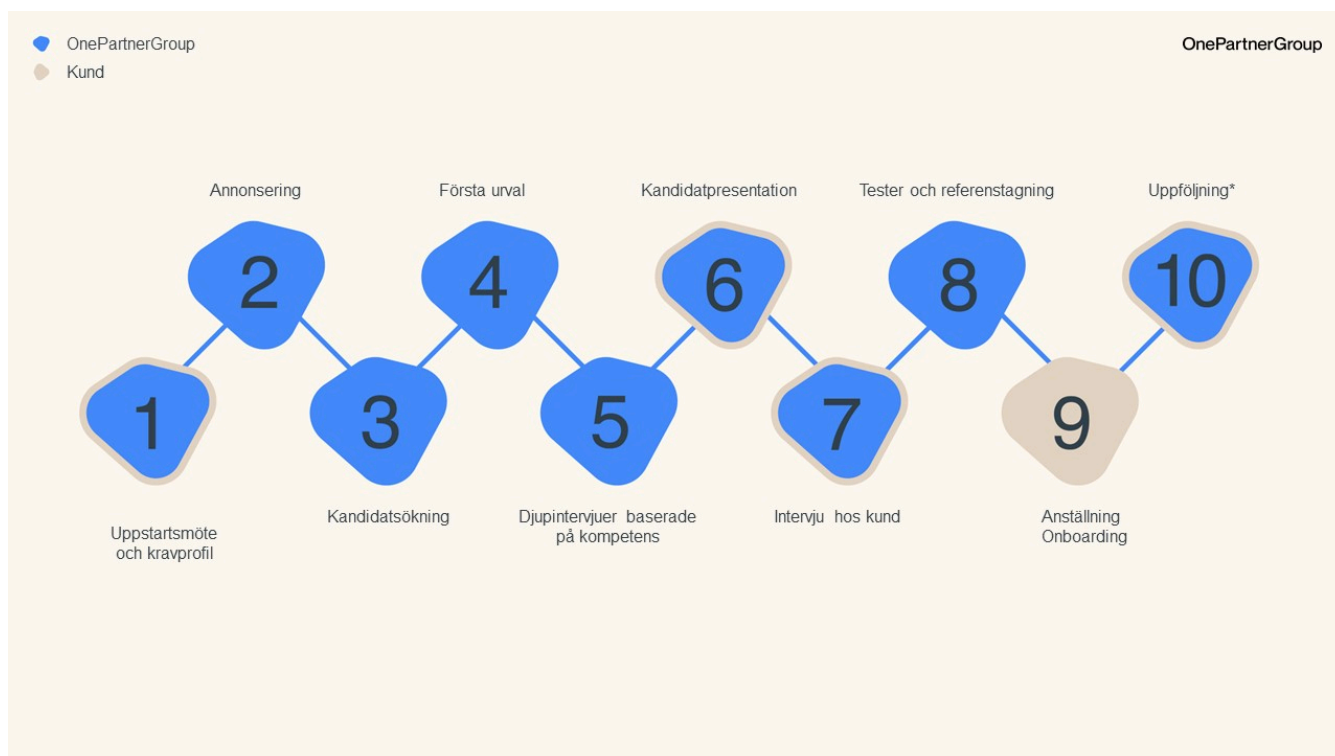 OnePartnerGroup
Kund
OnePartnerGroup
Annonsering
Första urval
Kandidatpresentation
Tester och referenstagning
Uppföljning*
2
4
6
8
10
1
3
5
7
9
Uppstartsmöte
och kravprofil
Kandidatsökning
Djupintervjuer baserade
på kompetens
Intervju hos kund
Anställning
Onboarding